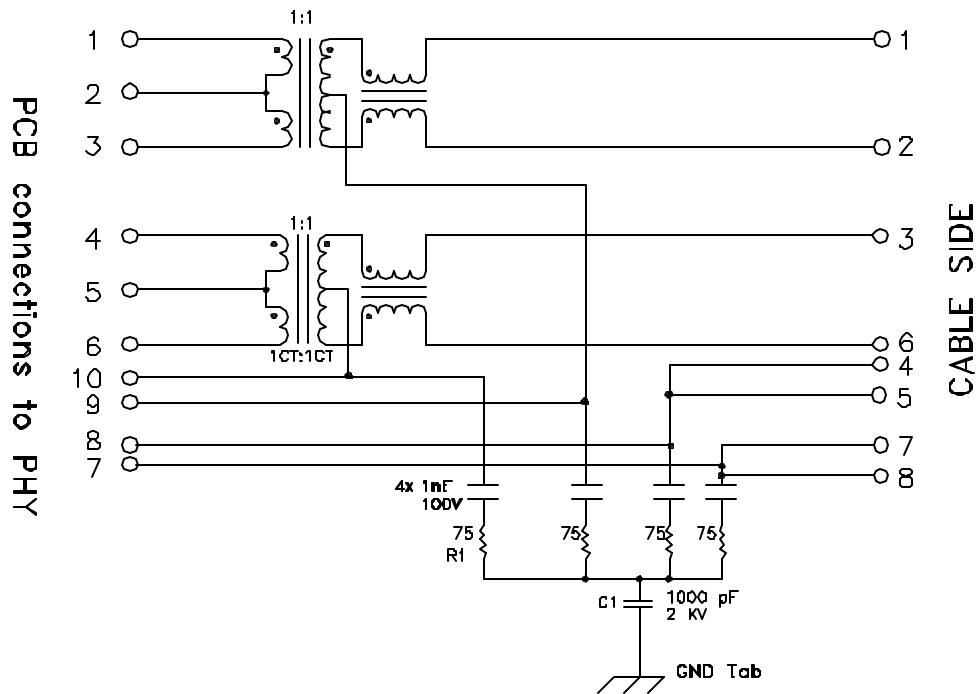 1:1
1
1
2
3
2
PCB connections to PHY
1:1
4
3
5
CABLE SIDE
6
6
1CT:1CT
4
10
9
5
8
7
7
8
4x 1nF
100V
75
R1
75
75
75
C1
1000 pF
2 KV
GND Tab